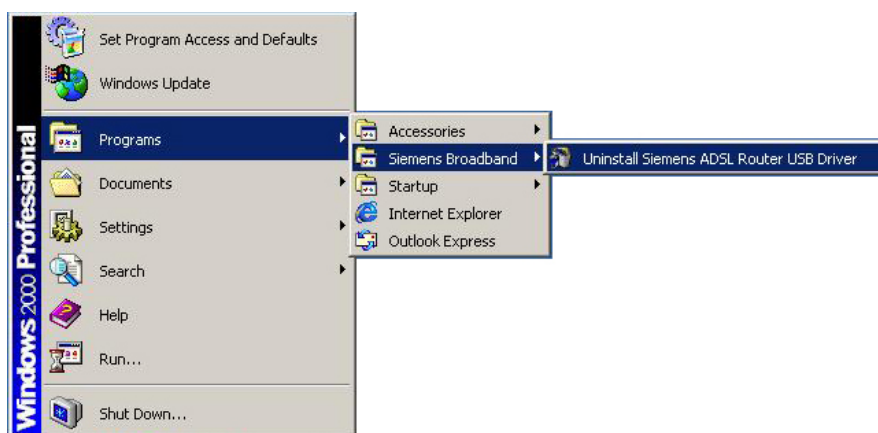 Windows 2000 Professional
Set Program Access and Defaults
Windows Update
Programs
Documents
Settings
Search
Help
Run...
Shut Down...
Accessories
Siemens Broadband
Startup
Internet Explorer
Outlook Express
Uninstall Siemens ADSL Router USB Driver